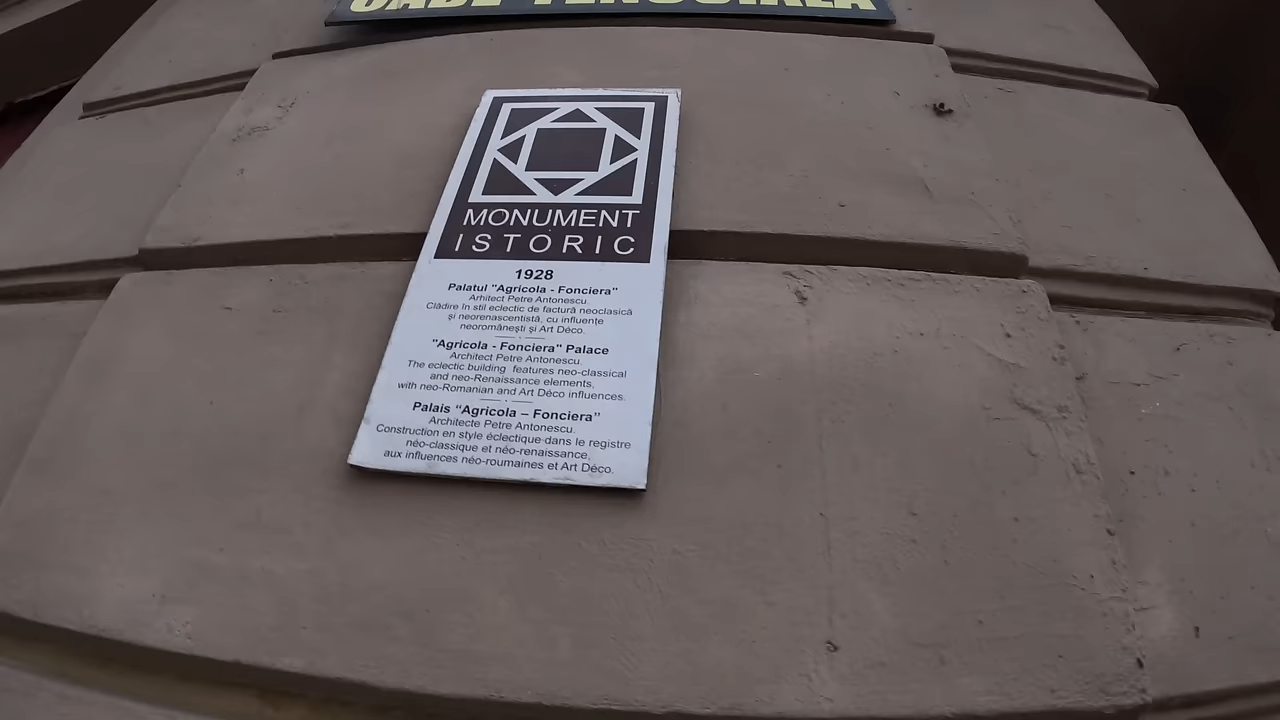 MONUMENT
ISTORIC
1928
Palatul "Agricola - Fonciera"
Arhitect Petre Antonescu.
Clădire în stil eclectic de factură neoclasică
și neorenascentistă, cu influențe
neoromânești și Art Déco.
"Agricola - Fonciera" Palace
Architect Petre Antonescu.
The eclectic building features neo-classical
and neo-Renaissance elements,
with neo-Romanian and Art Déco influences.
Palais “Agricola – Fonciera”
Architecte Petre Antonescu.
Construction en style éclectique dans le registre
néo-classique et néo-renaissance,
aux influences néo-roumaines et Art Déco.